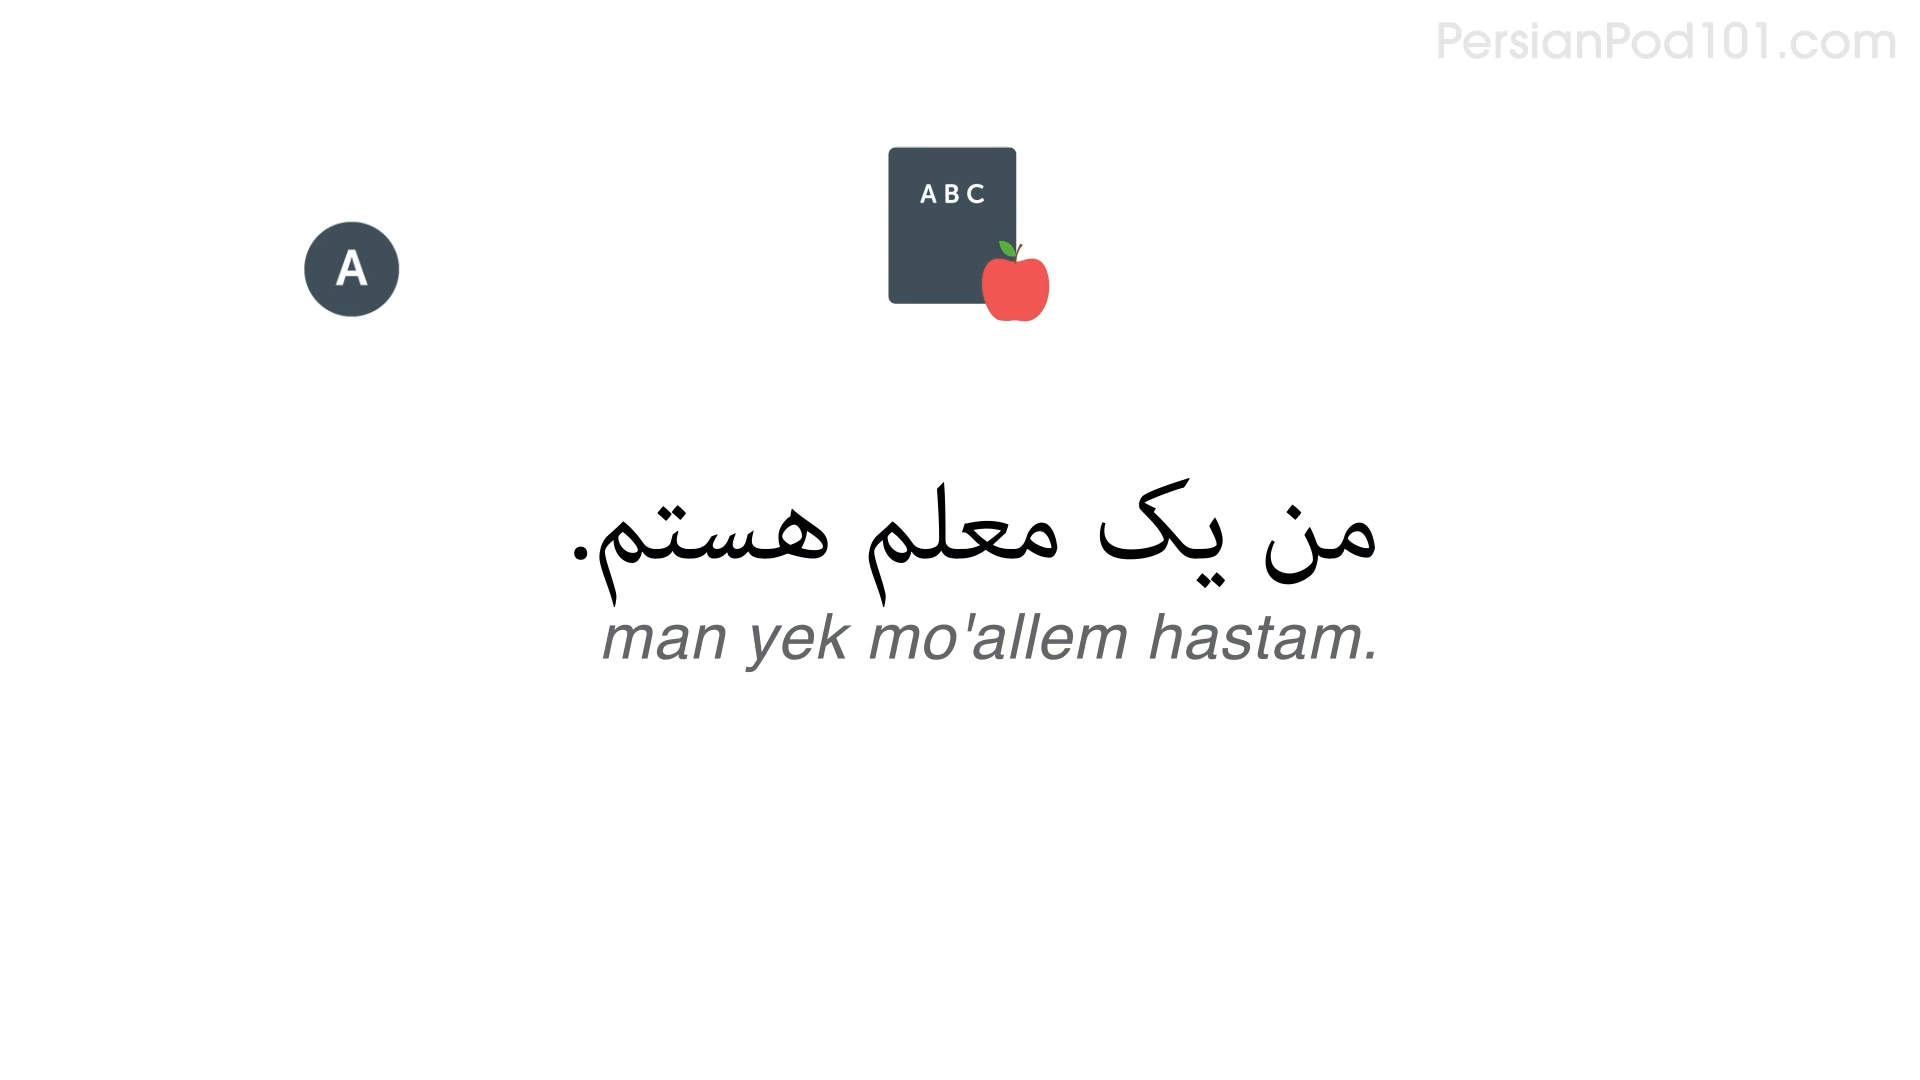 PersianPod101.com
ABC
A
من یک معلم هستم.
man yek mo'allem hastam.